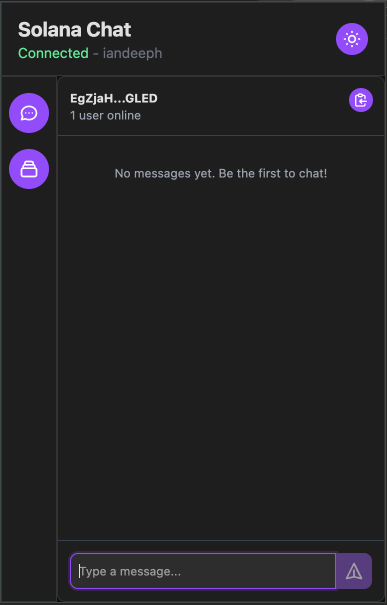 Solana Chat
Connected - iandeeph
EgZjaH...GLED
1 user online
No messages yet. Be the first to chat!
Type a message...